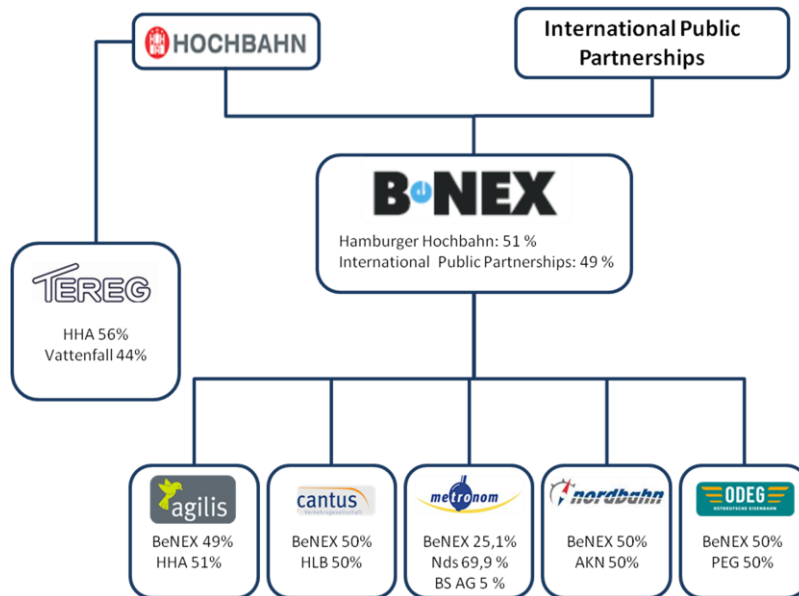 HOCHBAHN
International Public
Partnerships
BeNEX
Hamburger Hochbahn: 51 %
International Public Partnerships: 49 %
TEREG
HHA 56%
Vattenfall 44%
agilis
BeNEX 49%
HHA 51%
cantus
Verkehrsgesellschaft
BeNEX 50%
HLB 50%
metronom
BeNEX 25,1%
Nds 69,9 %
BS AG 5 %
nordbahn
BeNEX 50%
AKN 50%
ODEG
OSTDEUTSCHE EISENBAHN
BeNEX 50%
PEG 50%